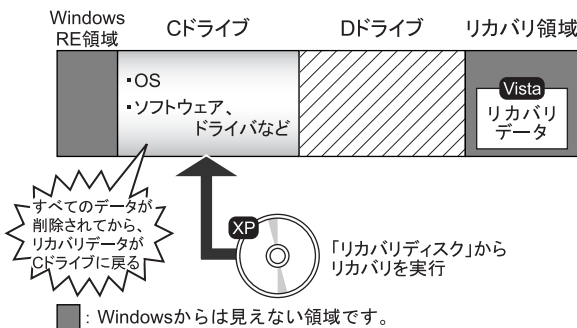 Windows
RE領域
Cドライブ
Dドライブ
リカバリ領域
・OS
・ソフトウェア、
ドライバなど
Vista
リカバリ
データ
すべてのデータが
削除されてから、
リカバリデータが
Cドライブに戻る
XP
「リカバリディスク」から
リカバリを実行
: Windowsからは見えない領域です。